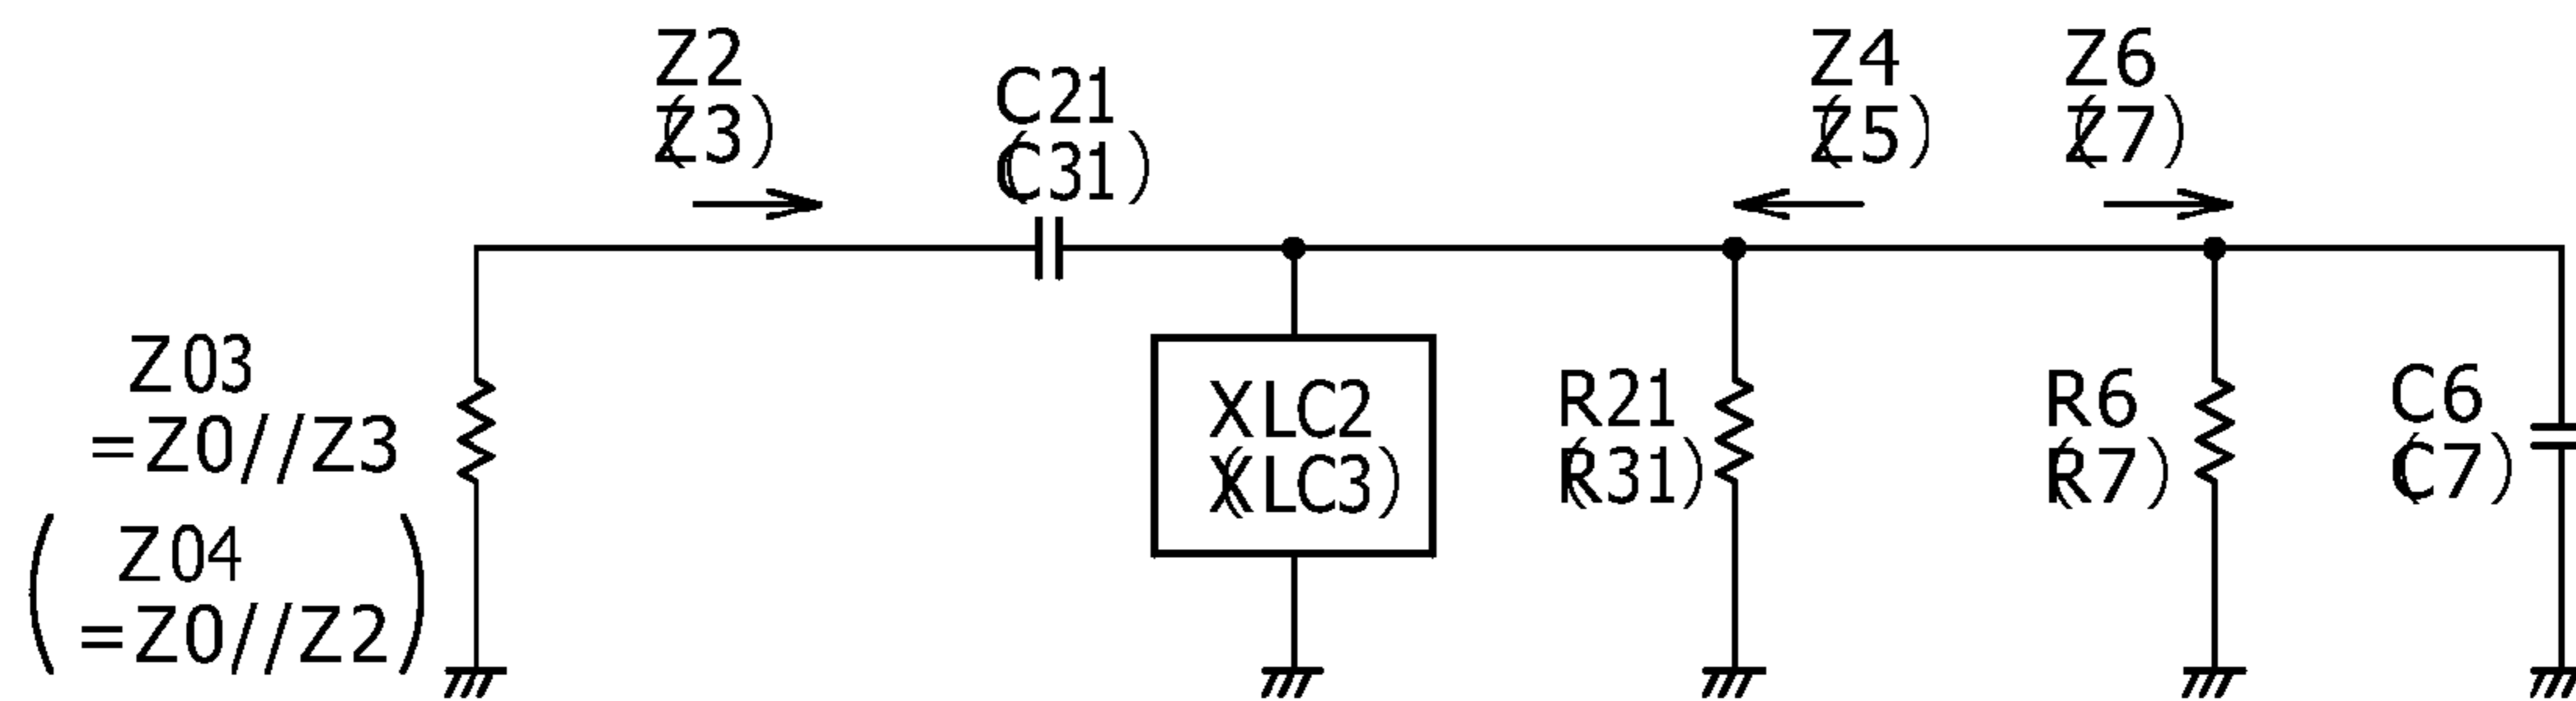 Z2
(Z3)
C21
(C31)
Z4
(Z5)
Z6
(Z7)
Z03
=Z0//Z3
(Z04
=Z0//Z2)
XLC2
(XLC3)
R21
(R31)
R6
(R7)
C6
(C7)